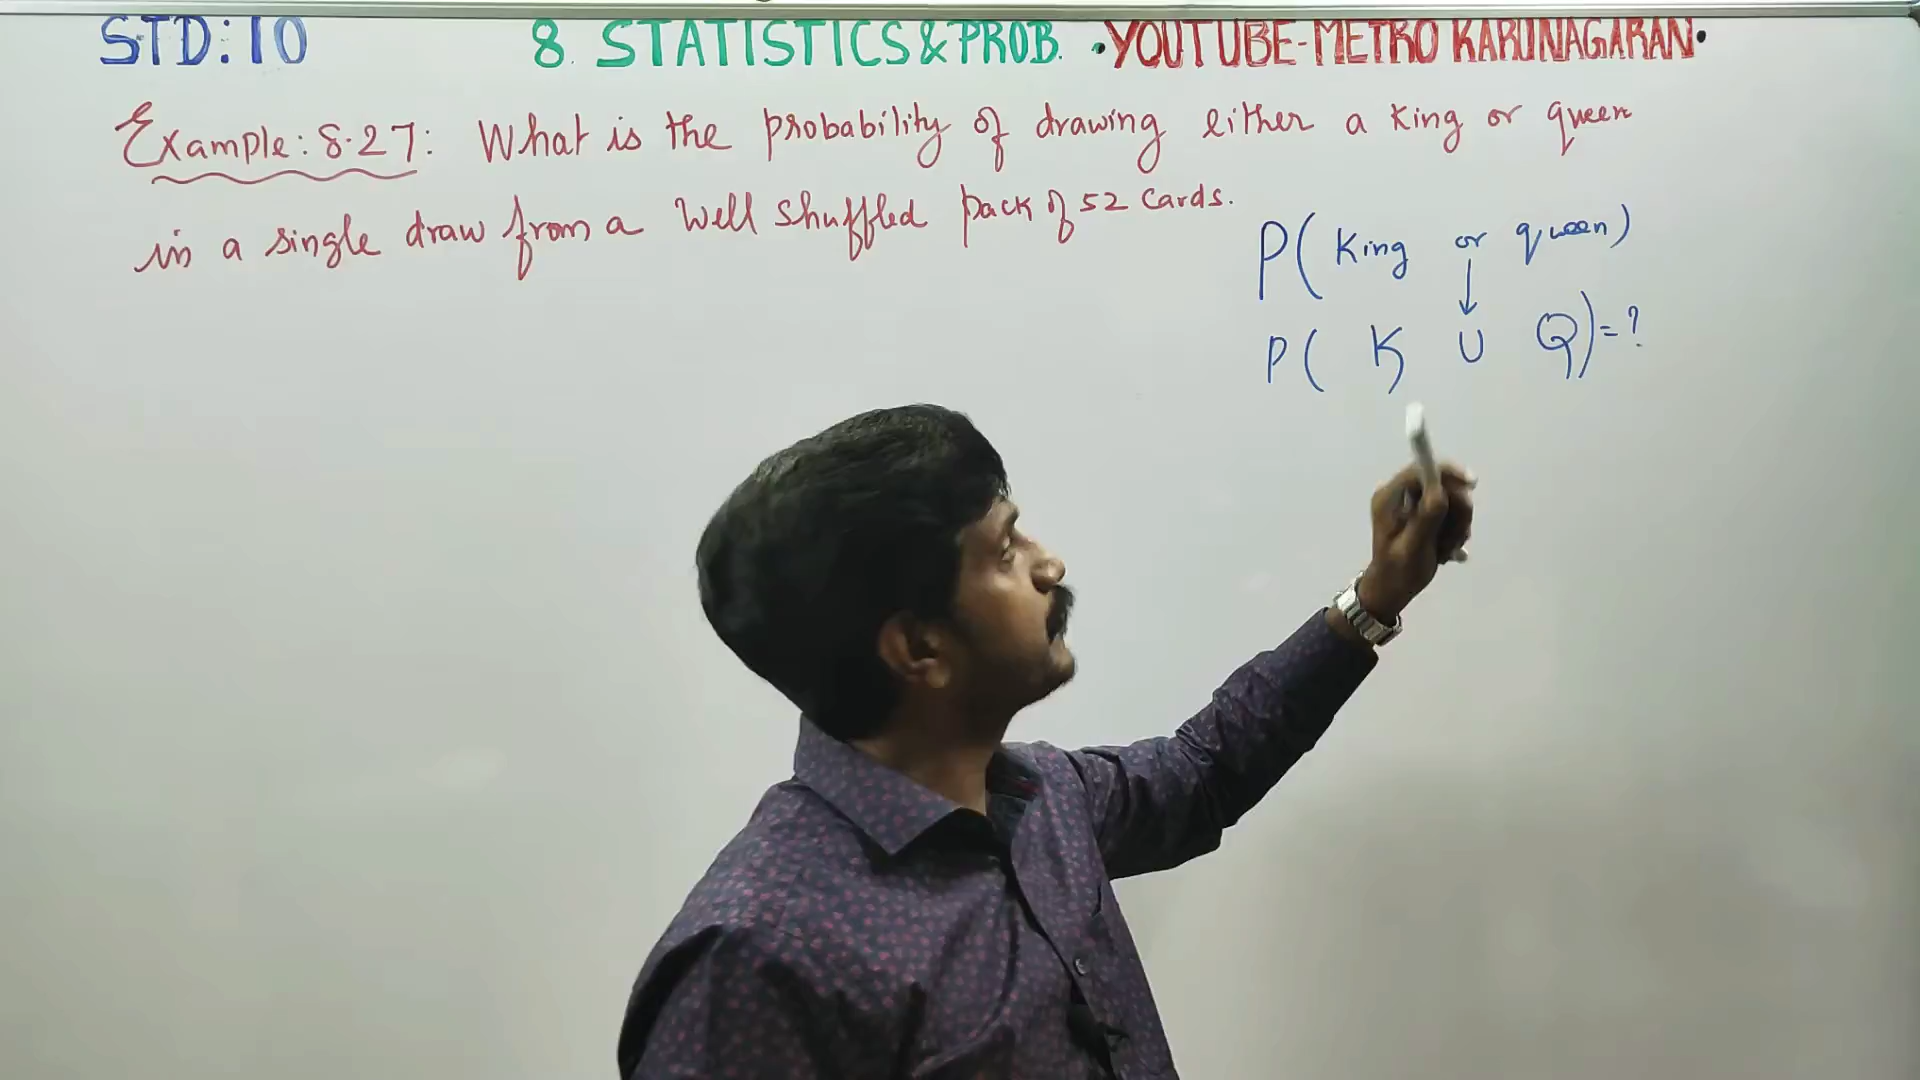 STD:10 8. STATISTICS & PROB. •YOUTUBE-METRO KARUNAGARAN•
Example: 8.27: What is the probability of drawing either a king or queen
in a single draw from a well shuffled pack of 52 cards.
P( King or queen)
↓
P( K ∪ Q)=?